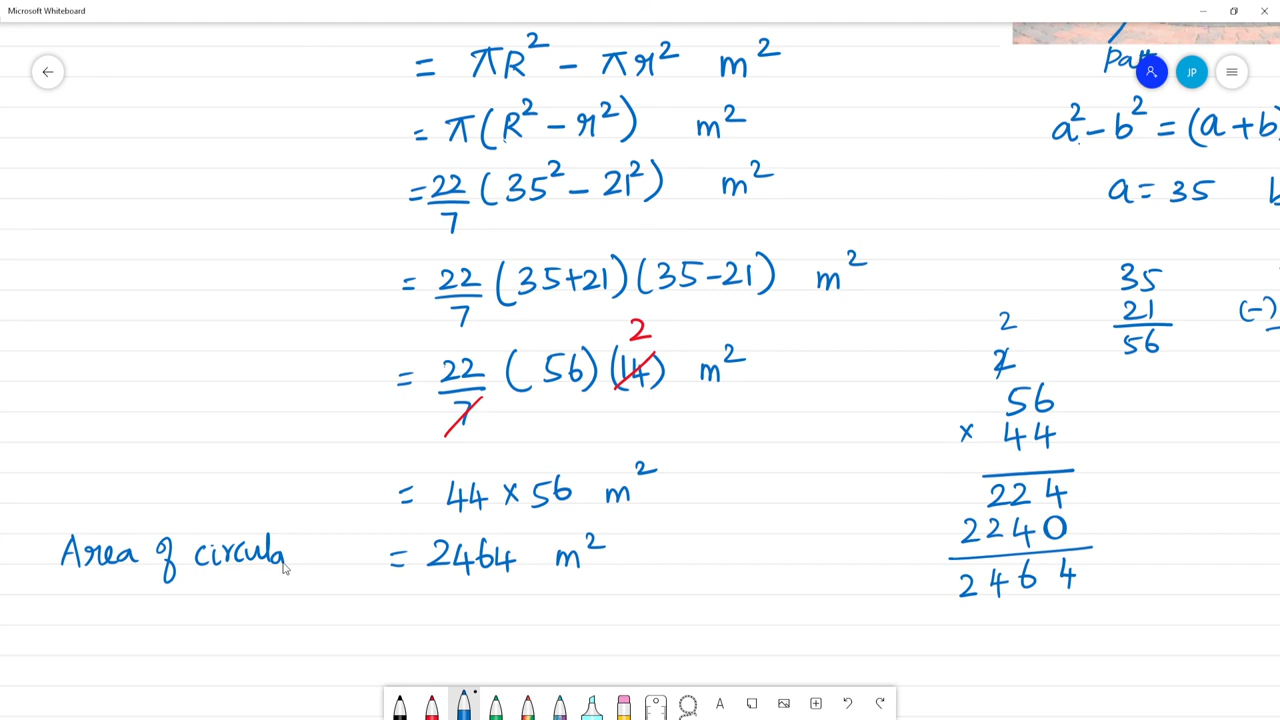 Microsoft Whiteboard
= πR² − πr² m²
= π(R² − r²) m²
= 22/7 (35² − 21²) m²
= 22/7 (35+21)(35−21) m²
2
= 22/7 (56)(14) m²
= 44 × 56 m²
Area of circula = 2464 m²
JP
a² − b² = (a + b
a = 35
35
21
56
(−)
2
2
56
× 44
224
2240
2464
A